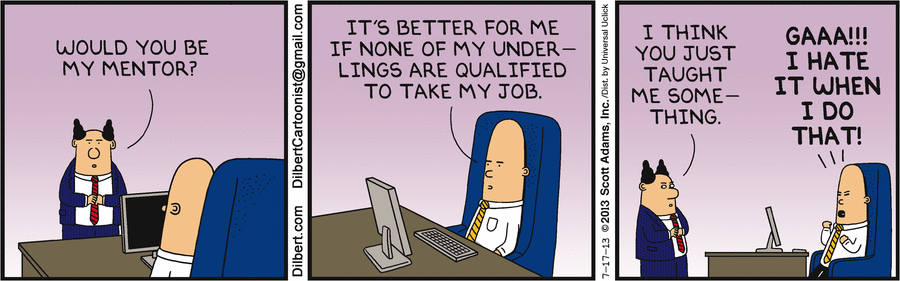 WOULD YOU BE
MY MENTOR?
Dilbert.com DilbertCartoonist@gmail.com
IT'S BETTER FOR ME
IF NONE OF MY UNDER-
LINGS ARE QUALIFIED
TO TAKE MY JOB.
7-17-13 © 2013 Scott Adams, Inc. /Dist. by Universal Uclick
I THINK
YOU JUST
TAUGHT
ME SOME-
THING.
GAAA!!!
I HATE
IT WHEN
I DO
THAT!